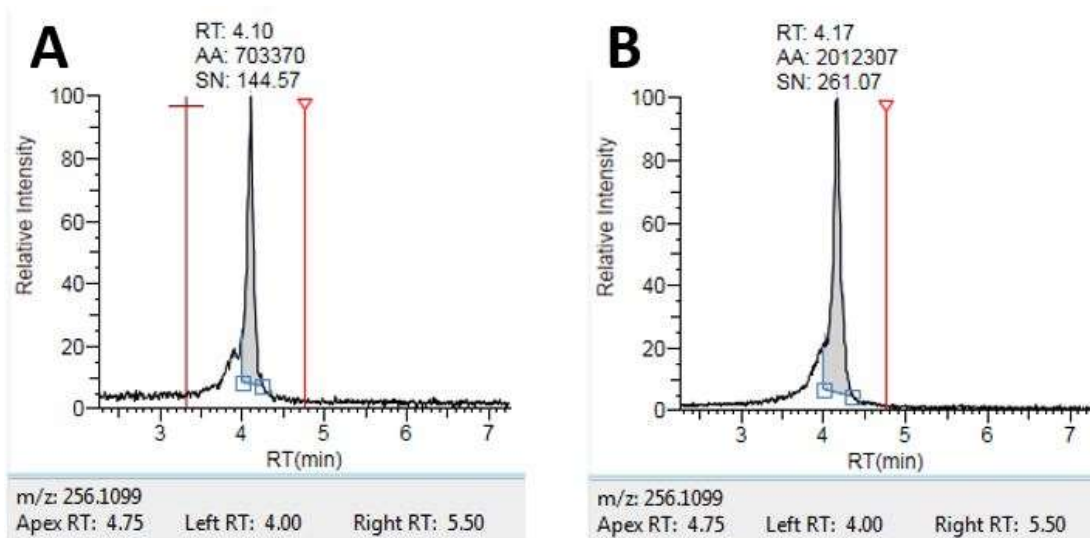 A
RT: 4.10
AA: 703370
SN: 144.57
100
80
60
40
20
0
Relative Intensity
3 4 5 6 7
RT(min)
m/z: 256.1099
Apex RT: 4.75 Left RT: 4.00 Right RT: 5.50
B
RT: 4.17
AA: 2012307
SN: 261.07
100
80
60
40
20
0
Relative Intensity
3 4 5 6 7
RT(min)
m/z: 256.1099
Apex RT: 4.75 Left RT: 4.00 Right RT: 5.50